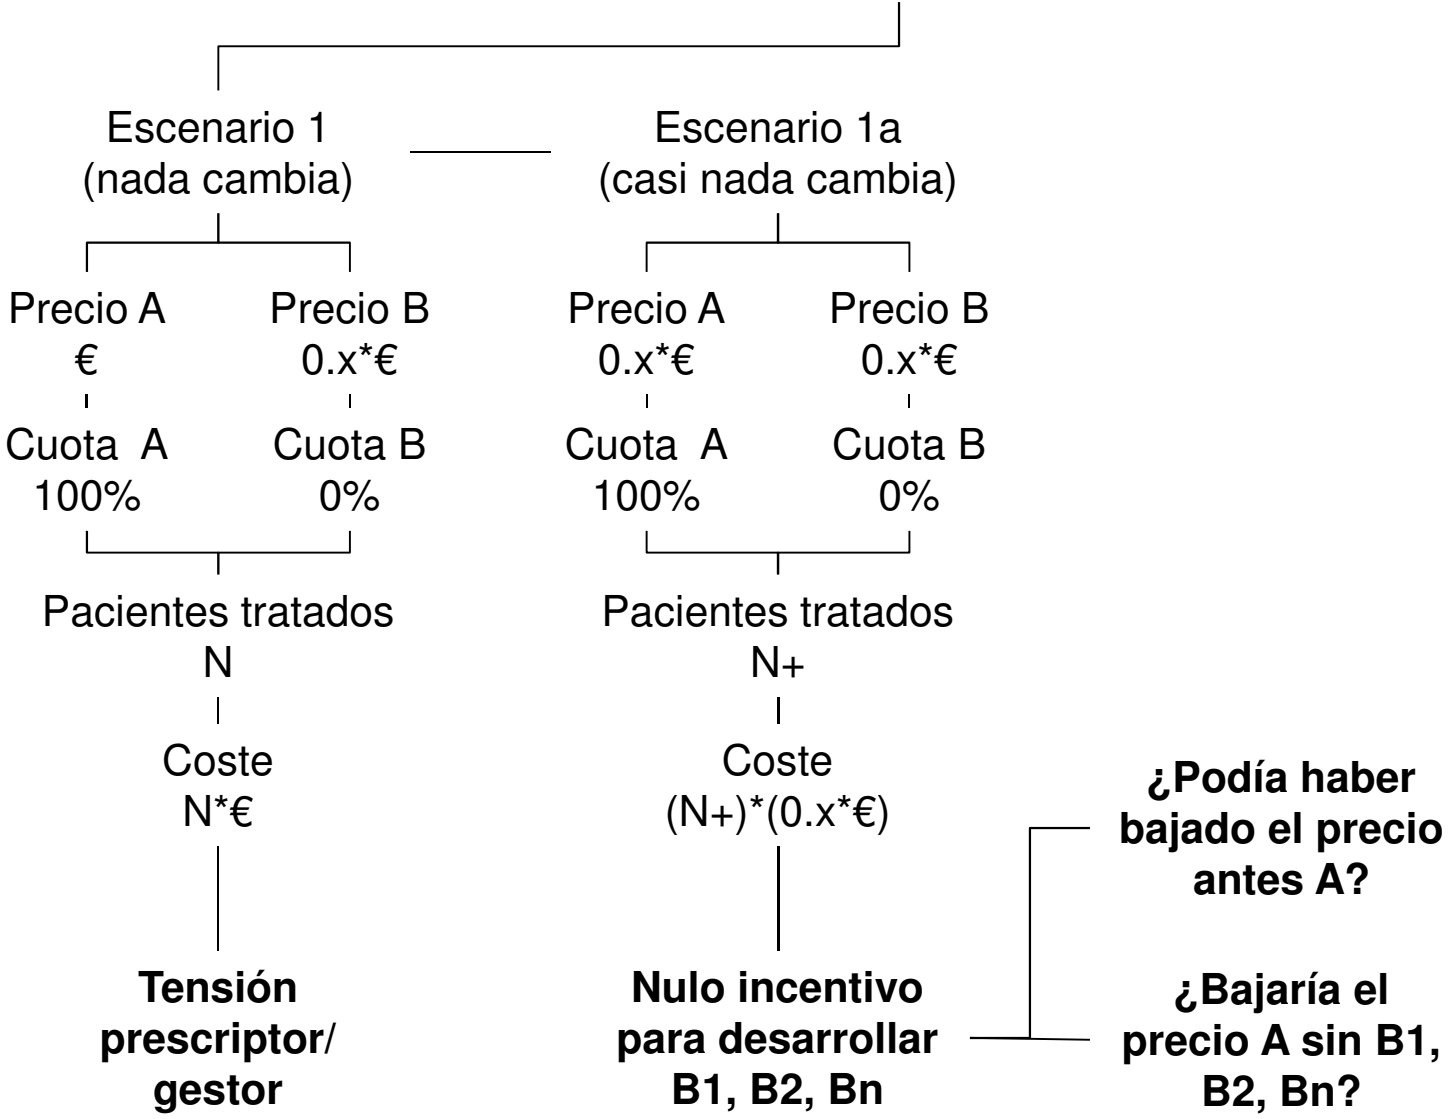 Escenario 1
(nada cambia)
Escenario 1a
(casi nada cambia)
Precio A
€
Precio B
0.x*€
Precio A
0.x*€
Precio B
0.x*€
Cuota A
100%
Cuota B
0%
Cuota A
100%
Cuota B
0%
Pacientes tratados
N
Pacientes tratados
N+
Coste
N*€
Coste
(N+)*(0.x*€)
¿Podía haber
bajado el precio
antes A?
Tensión
prescriptor/
gestor
Nulo incentivo
para desarrollar
B1, B2, Bn
¿Bajaría el
precio A sin B1,
B2, Bn?